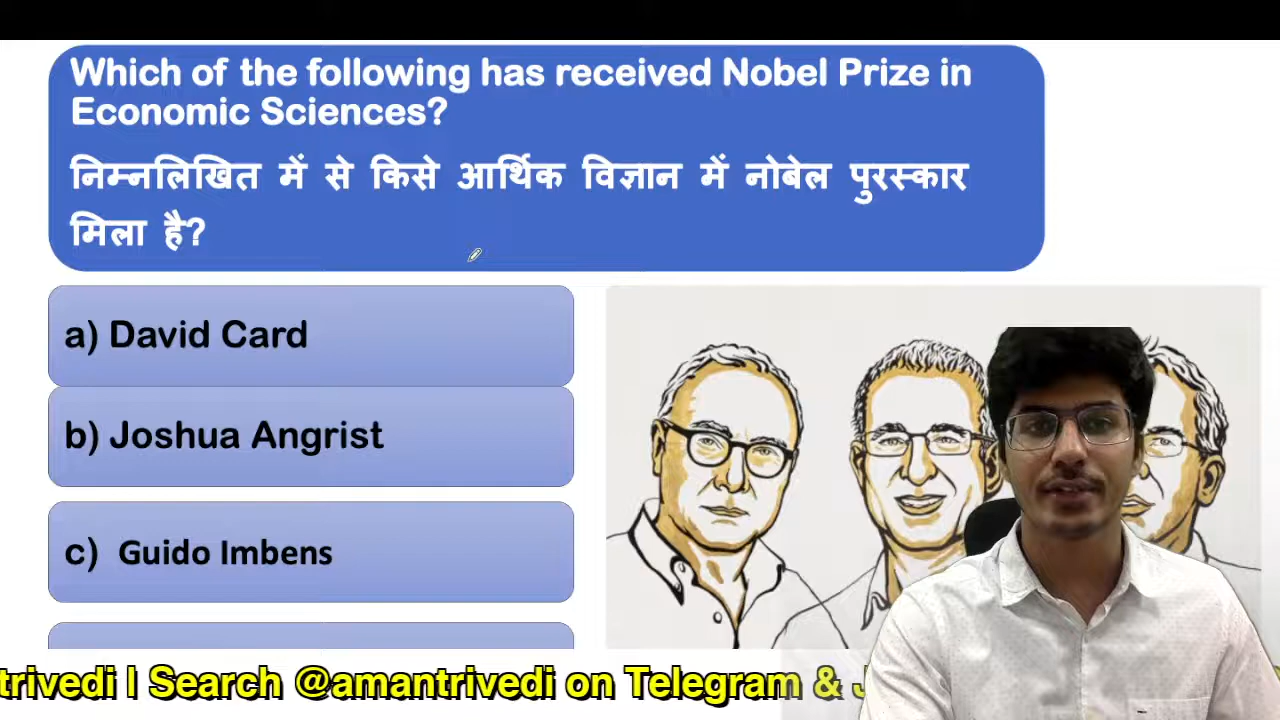 Which of the following has received Nobel Prize in
Economic Sciences?
निम्नलिखित में से किसे आर्थिक विज्ञान में नोबेल पुरस्कार
मिला है?
a) David Card
b) Joshua Angrist
c) Guido Imbens
trivedi | Search @amantrivedi on Telegram & J